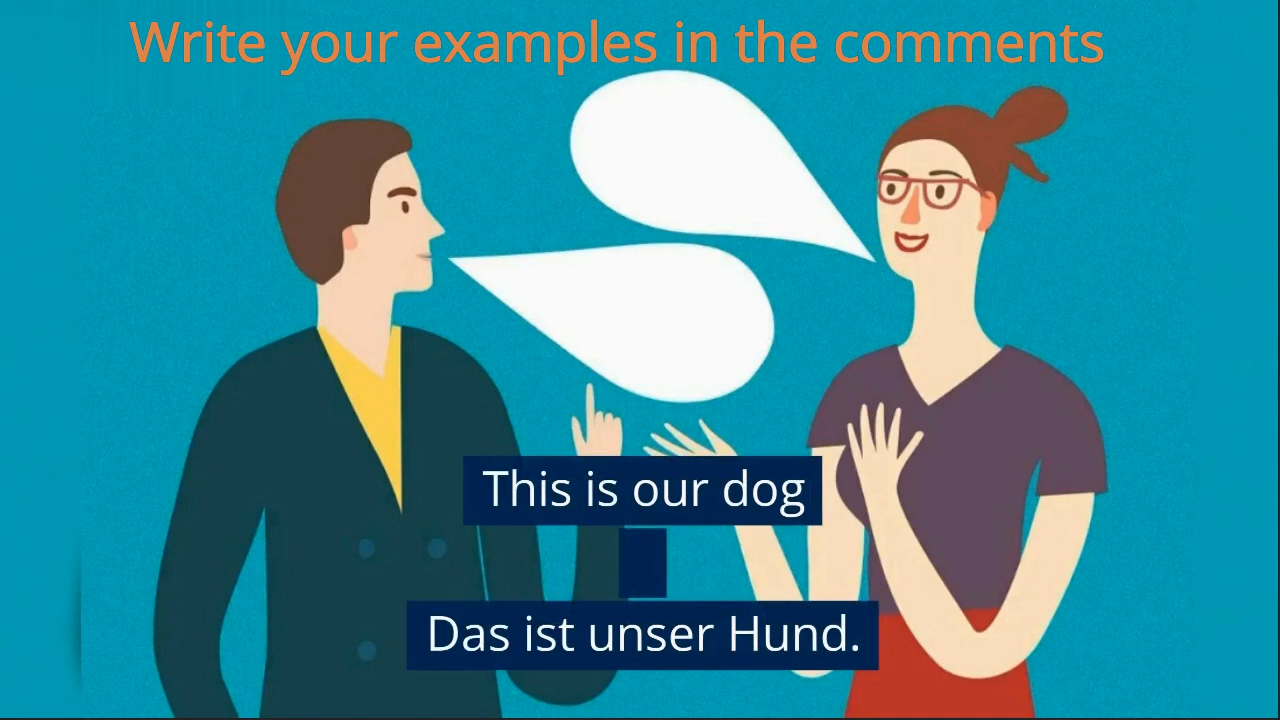 Write your examples in the comments
This is our dog
Das ist unser Hund.